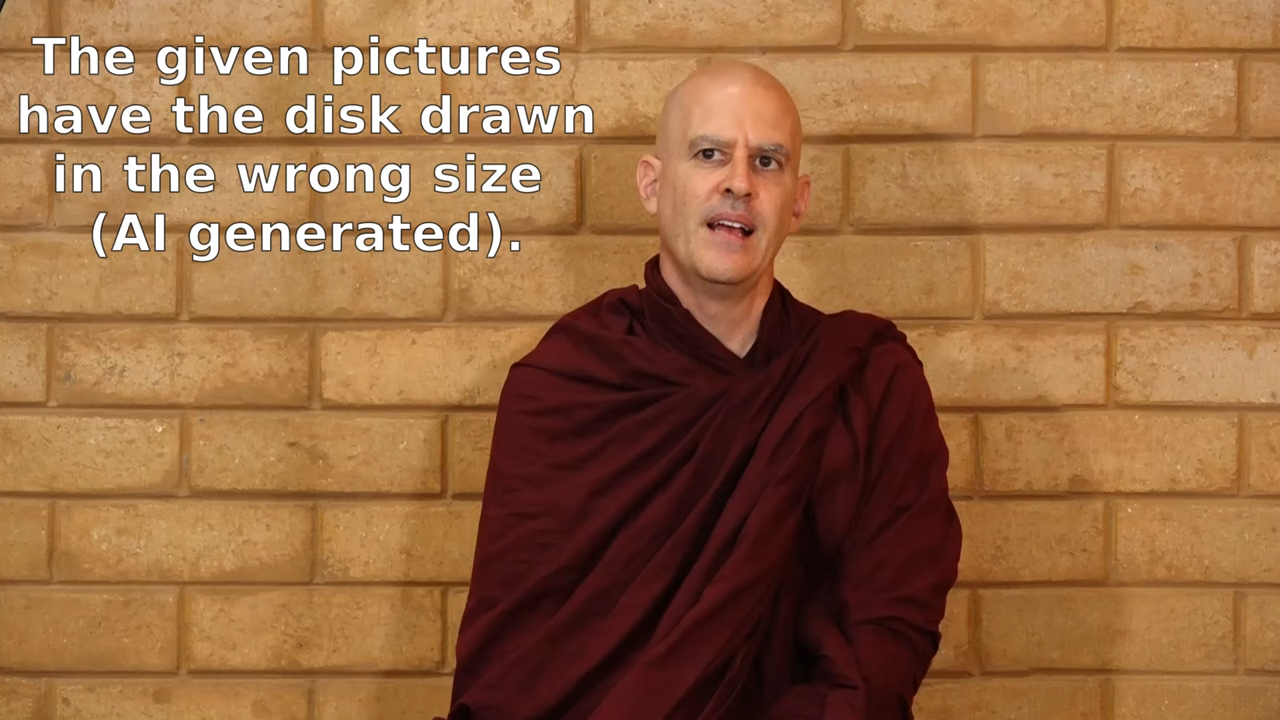 The given pictures
have the disk drawn
in the wrong size
(AI generated).